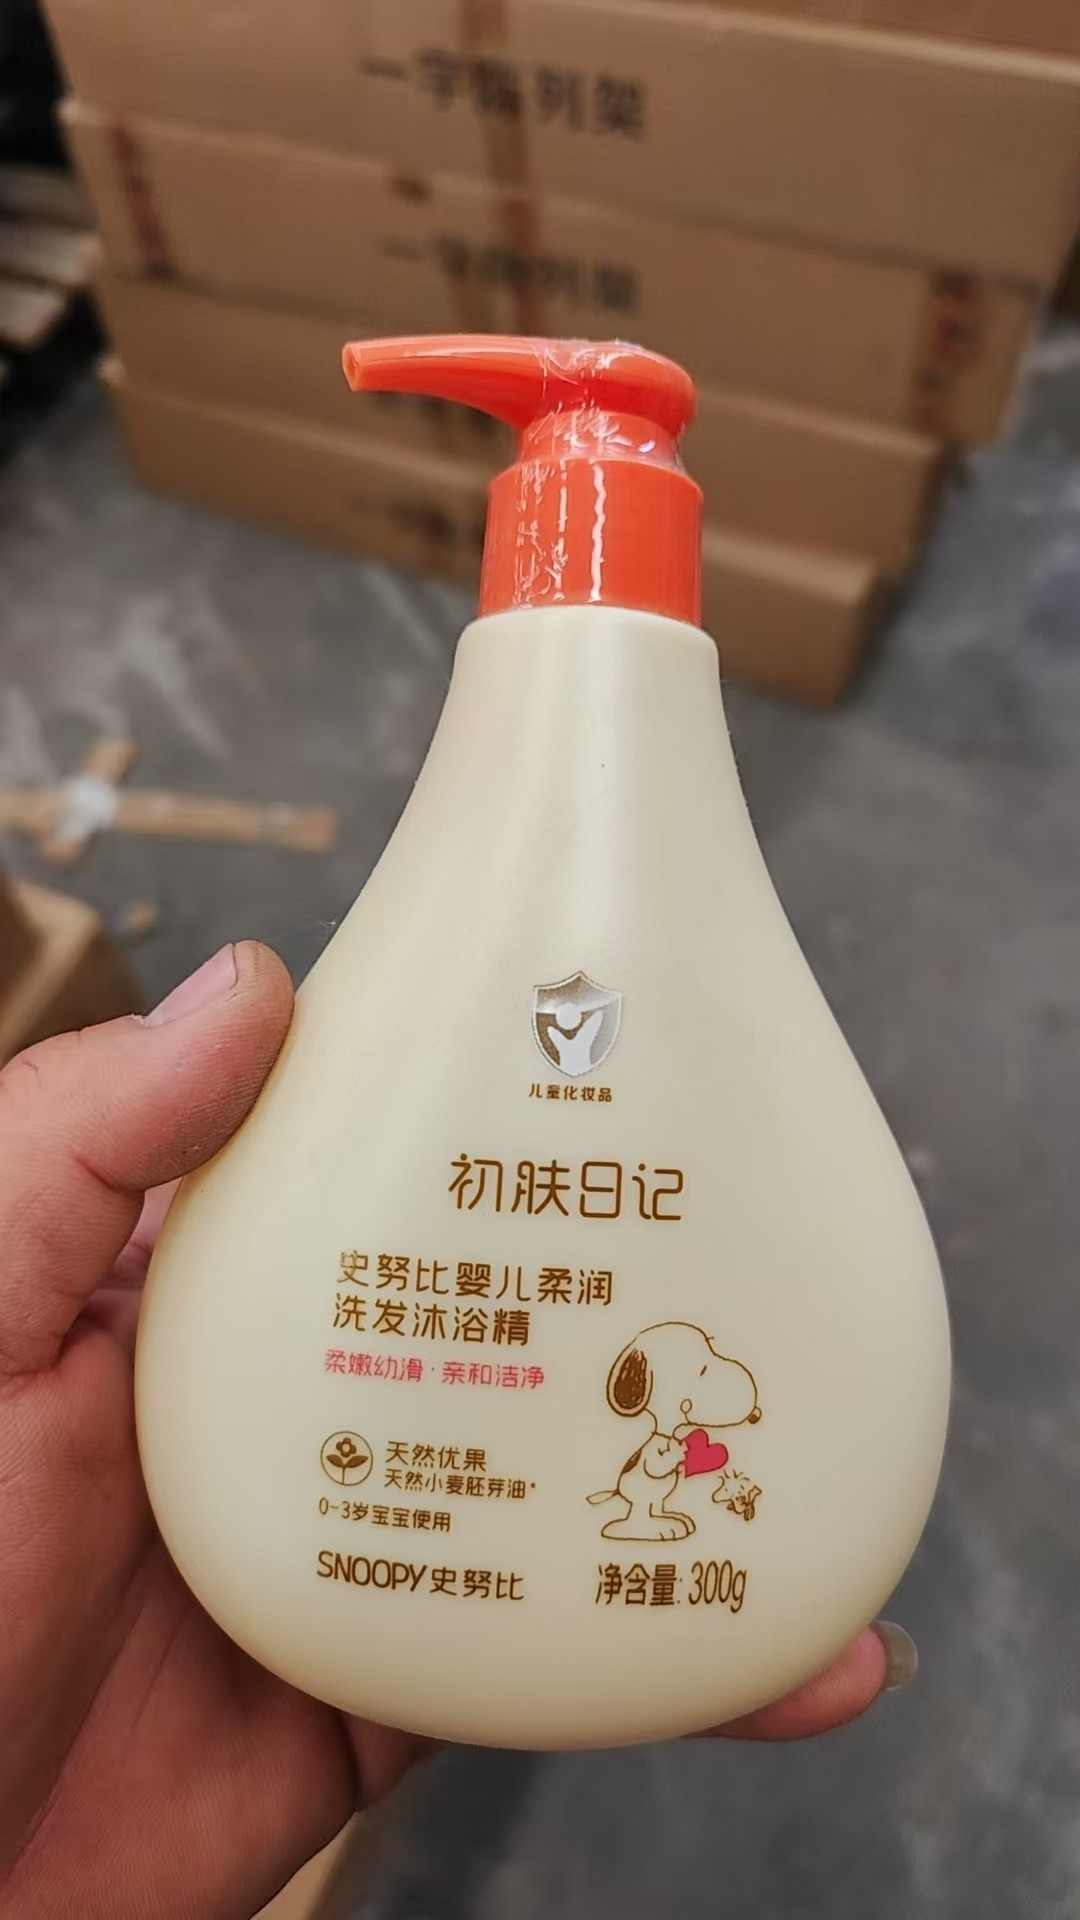 儿童化妆品
初肤日记
史努比婴儿柔润
洗发沐浴精
柔嫩幼滑·亲和洁净
天然优果
天然小麦胚芽油*
0-3岁宝宝使用
SNOOPY史努比
净含量:300g